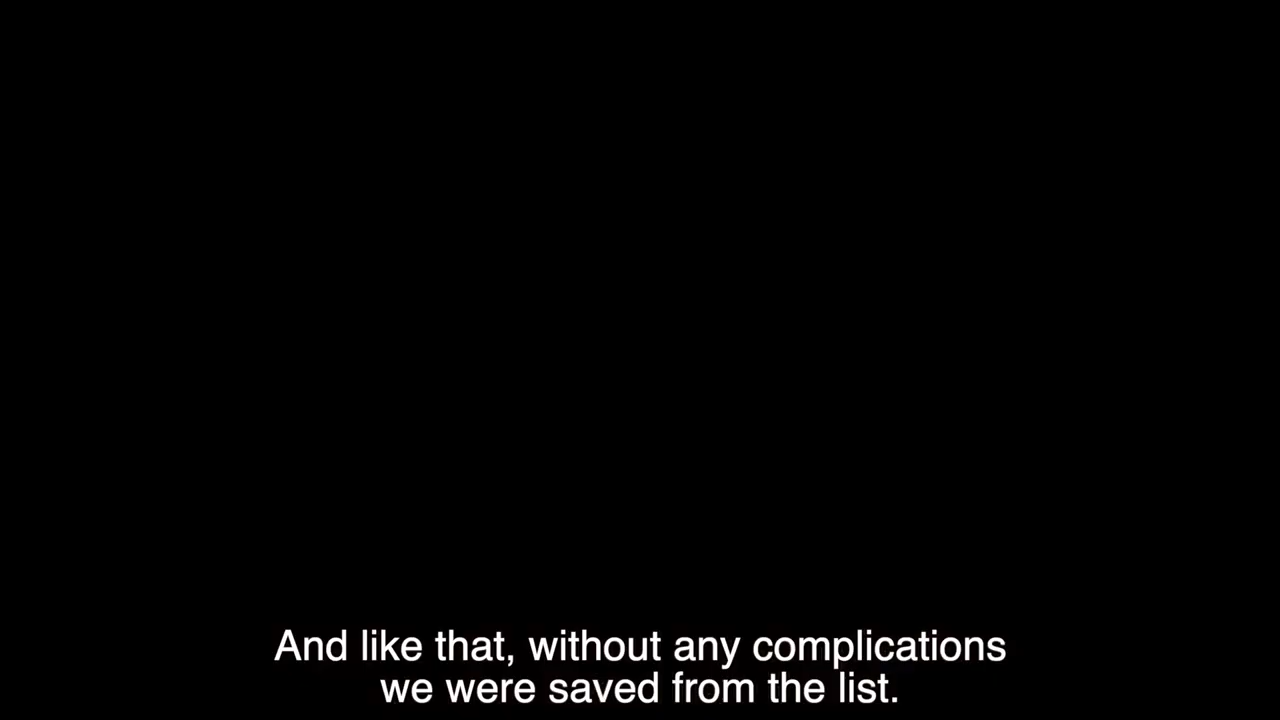 And like that, without any complications
we were saved from the list.